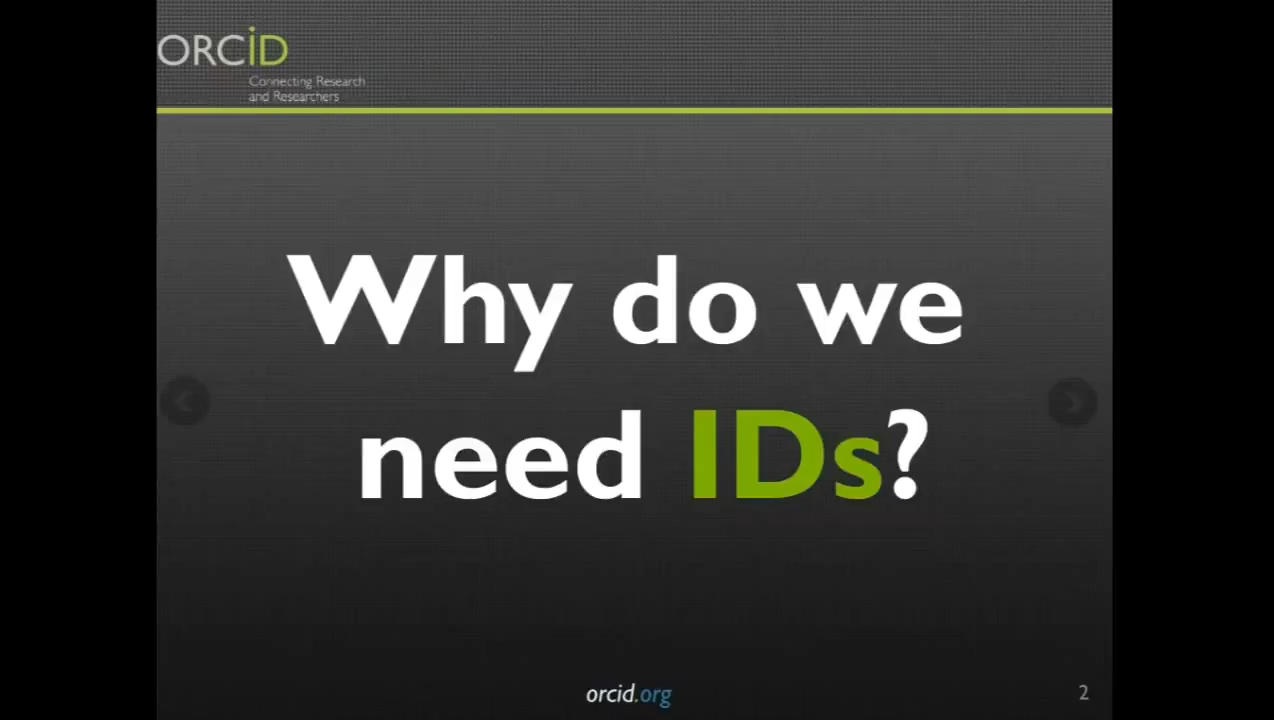 ORCiD
Connecting Research
and Researchers
Why do we
need IDs?
orcid.org
2